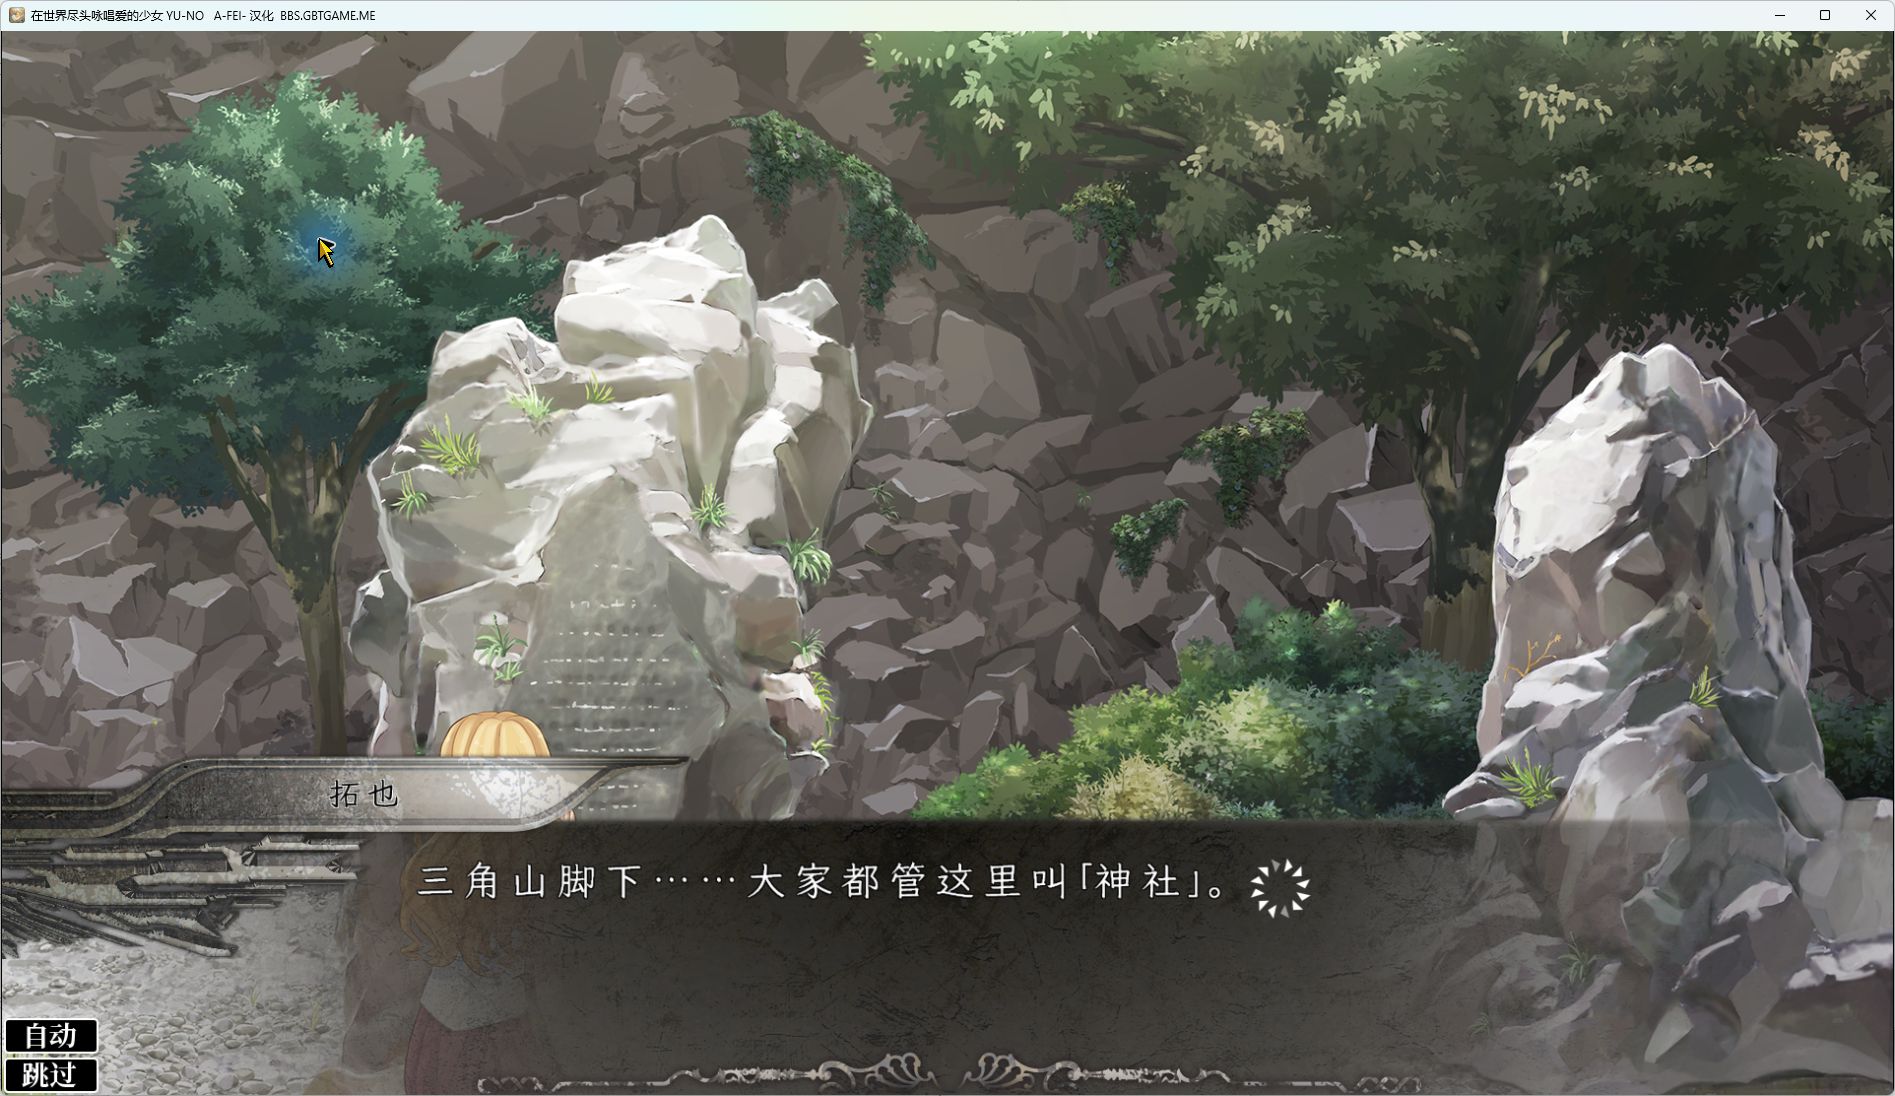 在世界尽头咏唱爱的少女 YU-NO A-FEI- 汉化 BBS.GBTGAME.ME
拓也
三角山脚下……大家都管这里叫｢神社｣。
自动
跳过